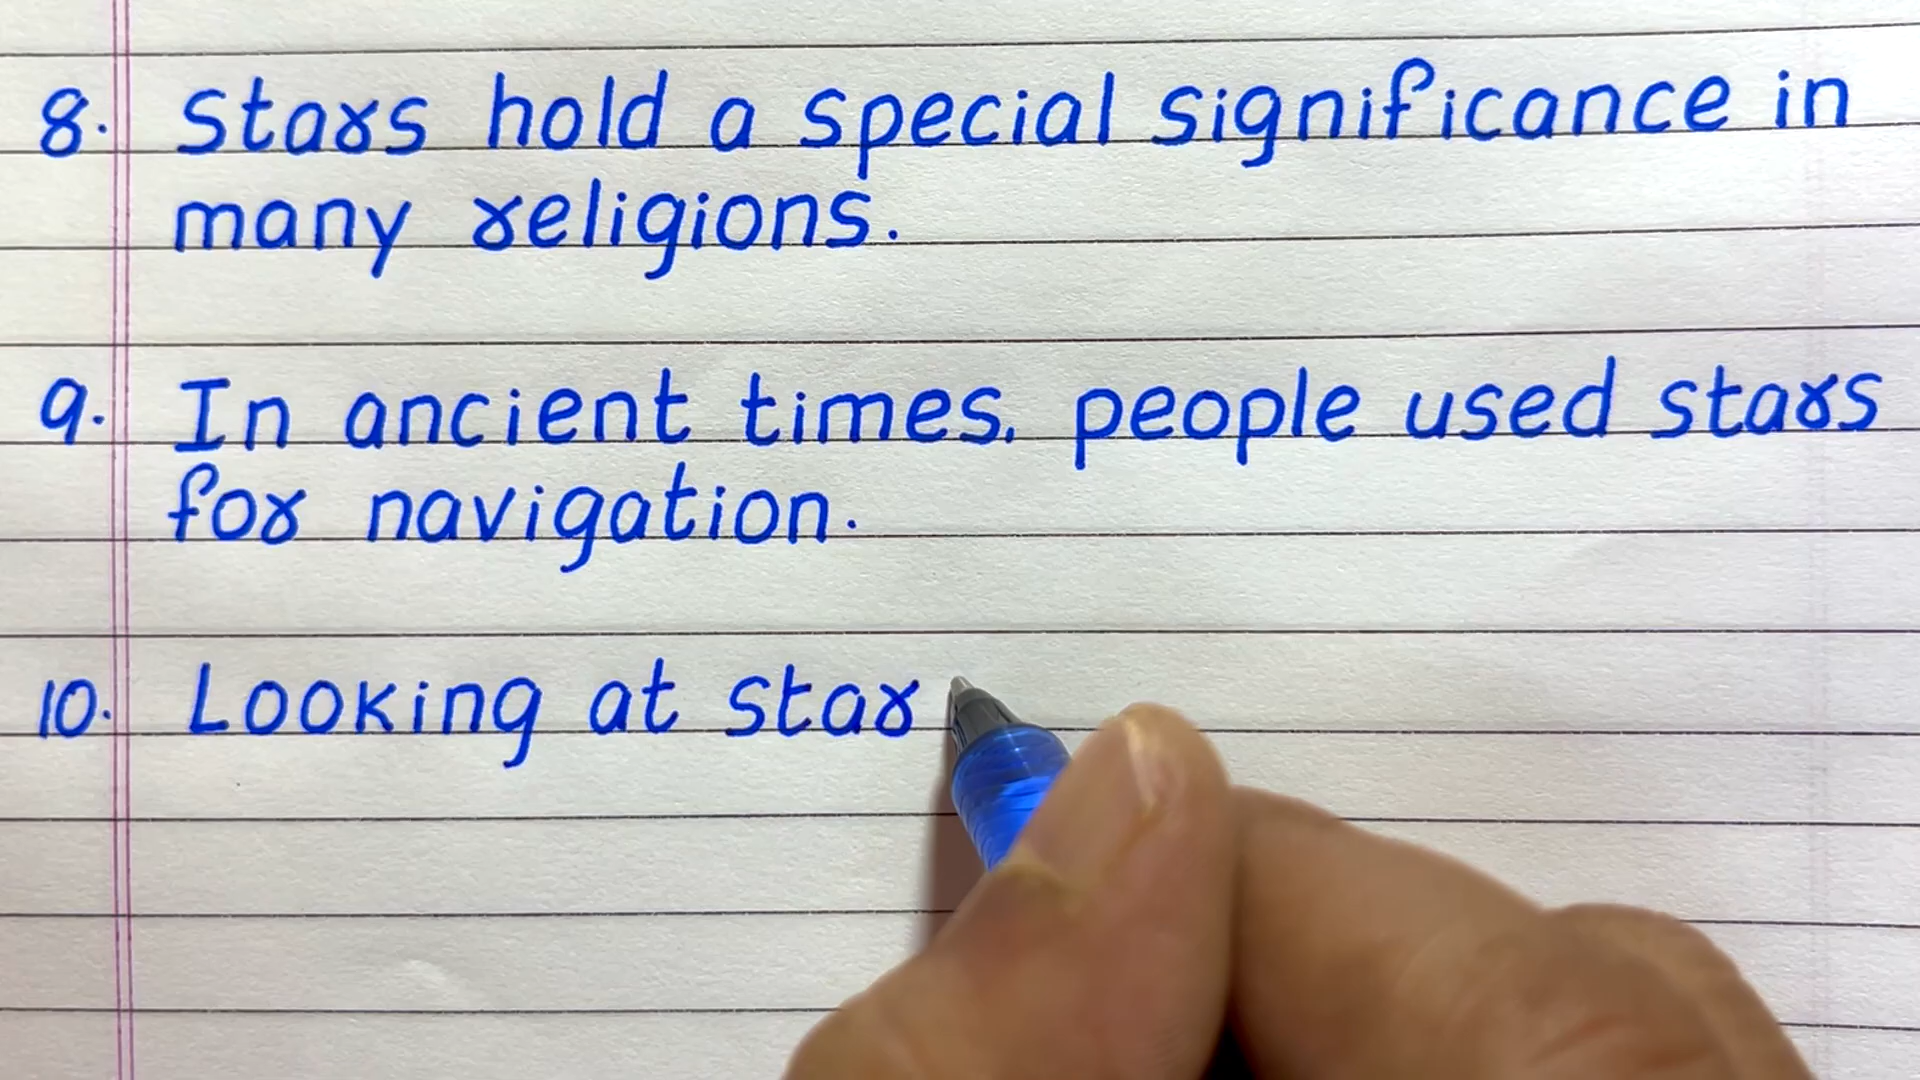 8. Stars hold a special significance in
many religions.
9. In ancient times. people used stars
for navigation.
10. Looking at star